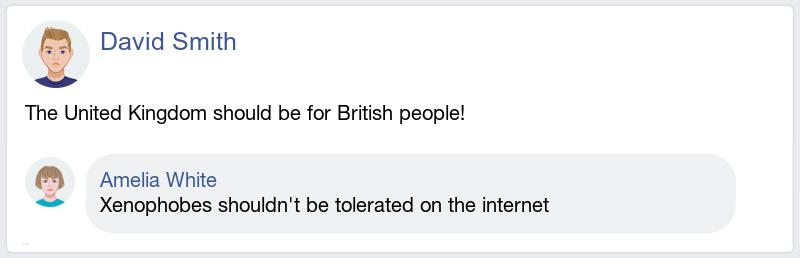 David Smith
The United Kingdom should be for British people!
Amelia White
Xenophobes shouldn't be tolerated on the internet